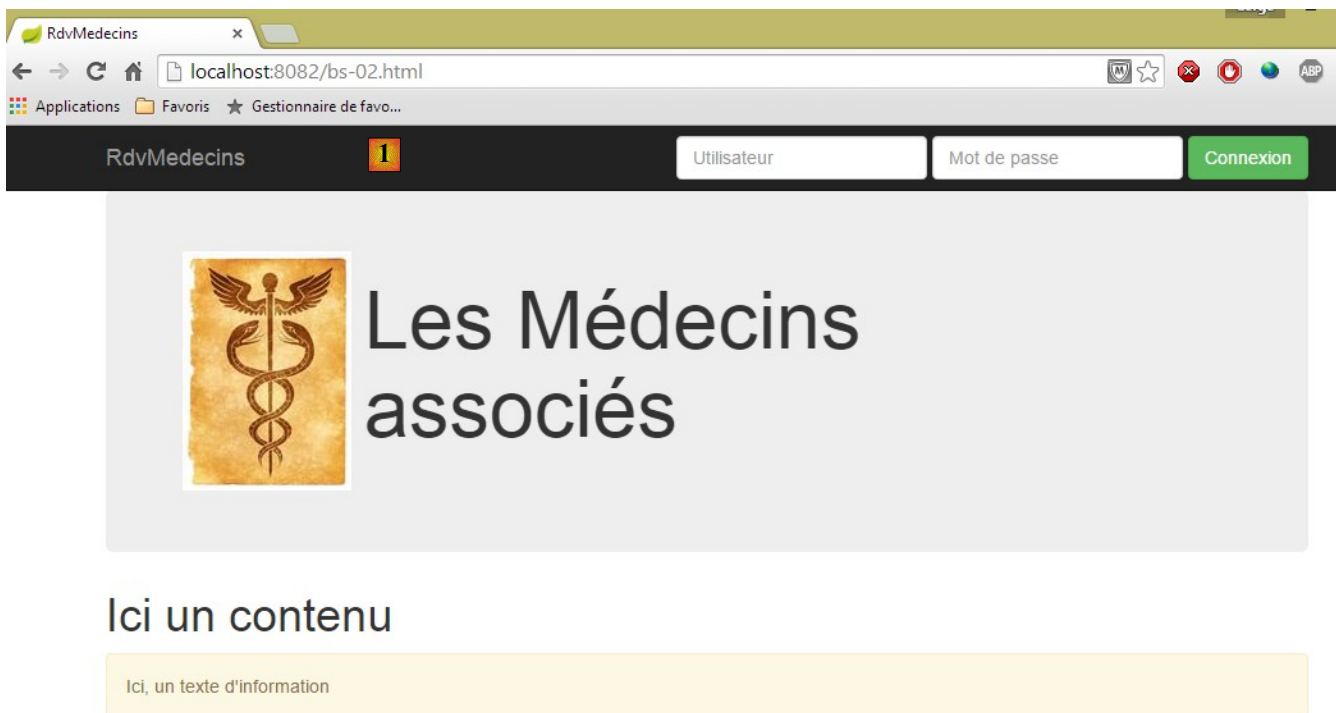 RdvMedecins
localhost:8082/bs-02.html
ABP
Applications Favoris Gestionnaire de favo...
RdvMedecins 1 Utilisateur Mot de passe Connexion
Les Médecins
associés
Ici un contenu
Ici, un texte d'information